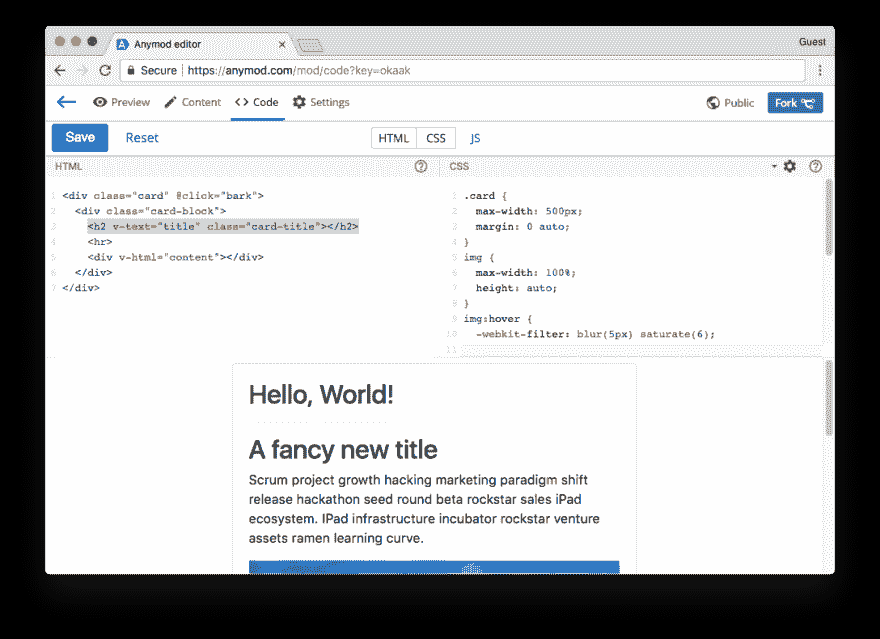 Anymod editor
Guest
Secure https://anymod.com/mod/code?key=okaak
Preview Content <> Code Settings Public Fork
Save Reset HTML CSS JS
HTML
1 <div class="card" @click="bark">
2 <div class="card-block">
3 <h2 v-text="title" class="card-title"></h2>
4 <hr>
5 <div v-html="content"></div>
6 </div>
7 </div>
CSS
1 .card {
2 max-width: 500px;
3 margin: 0 auto;
4 }
5 img {
6 max-width: 100%;
7 height: auto;
8 }
9 img:hover {
10 -webkit-filter: blur(5px) saturate(6);
11
Hello, World!
A fancy new title
Scrum project growth hacking marketing paradigm shift
release hackathon seed round beta rockstar sales iPad
ecosystem. IPad infrastructure incubator rockstar venture
assets ramen learning curve.